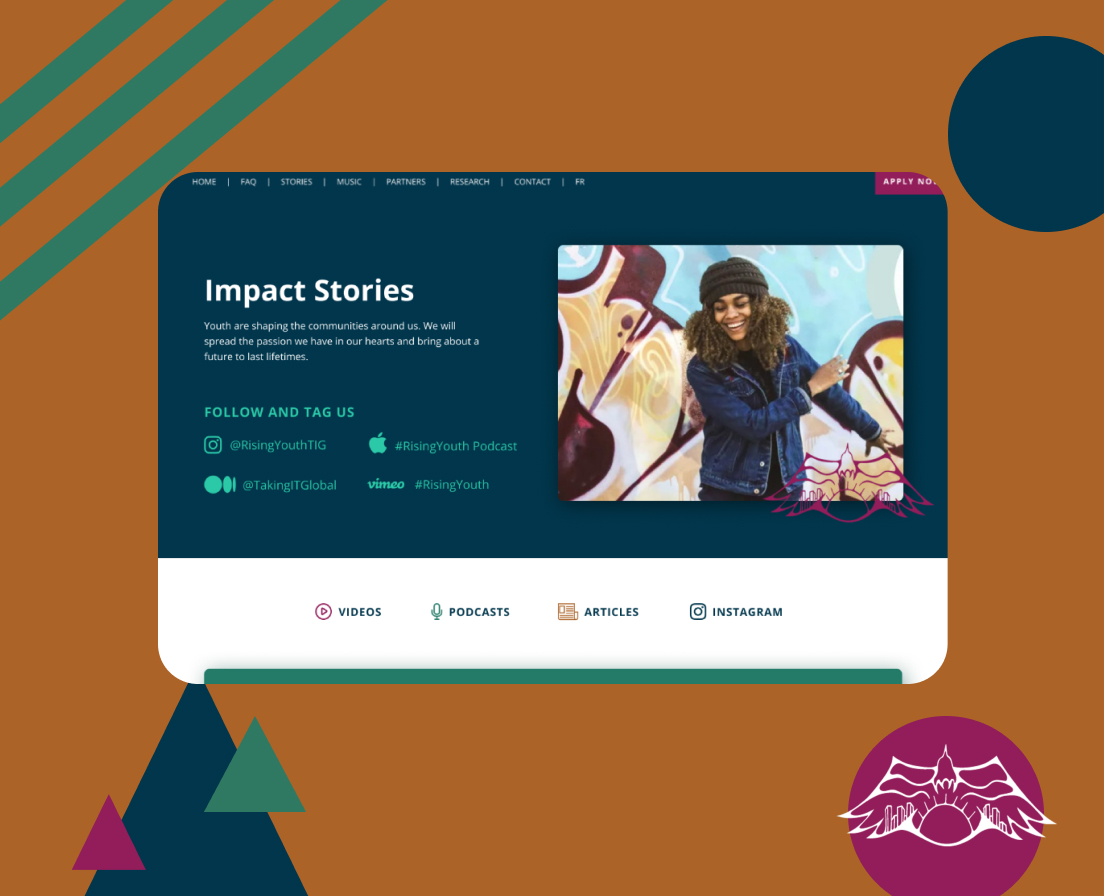 HOME | FAQ | STORIES | MUSIC | PARTNERS | RESEARCH | CONTACT | FR
APPLY
Impact Stories
Youth are shaping the communities around us. We will
spread the passion we have in our hearts and bring about a
future to last lifetimes.
FOLLOW AND TAG US
@RisingYouthTIG
#RisingYouth Podcast
@TakingITGlobal
vimeo #RisingYouth
VIDEOS
PODCASTS
ARTICLES
INSTAGRAM